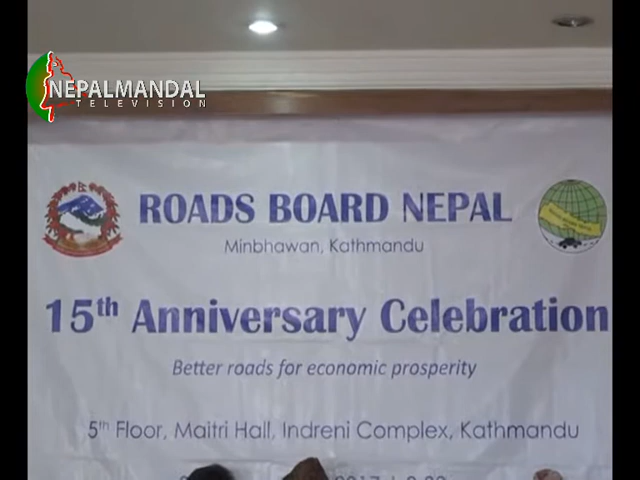 NEPALMANDAL
TELEVISION
ROADS BOARD NEPAL
Minbhawan, Kathmandu
15th Anniversary Celebration
Better roads for economic prosperity
5th Floor, Maitri Hall, Indreni Complex, Kathmandu